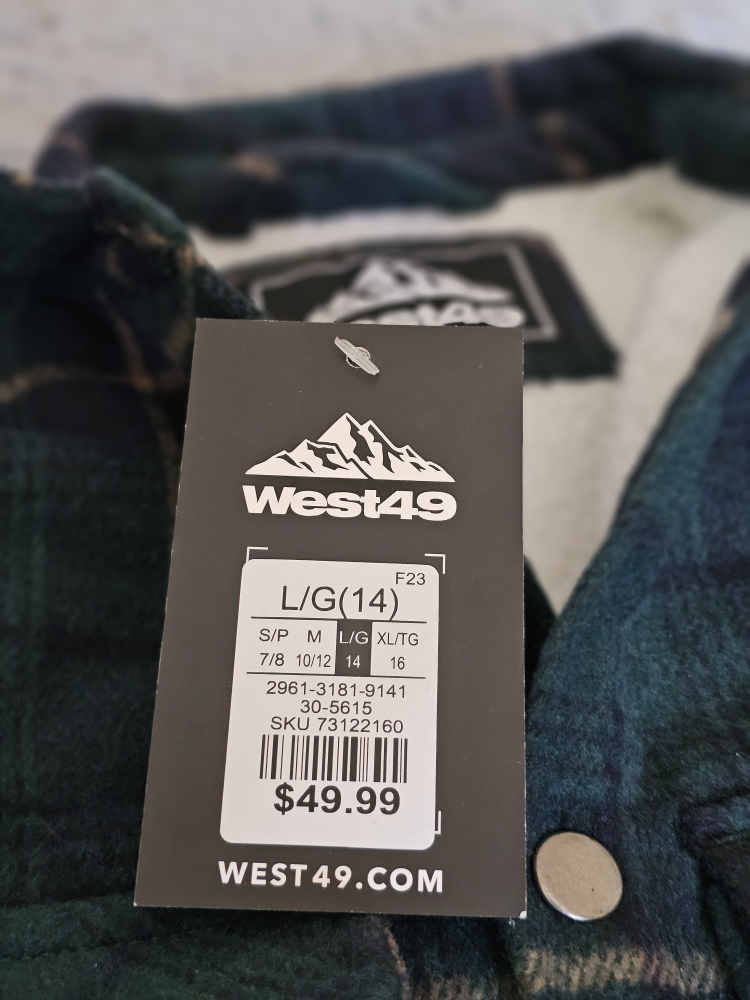 West49
West49
F23
L/G(14)
S/P M L/G XL/TG
7/8 10/12 14 16
2961-3181-9141
30-5615
SKU 73122160
$49.99
WEST49.COM